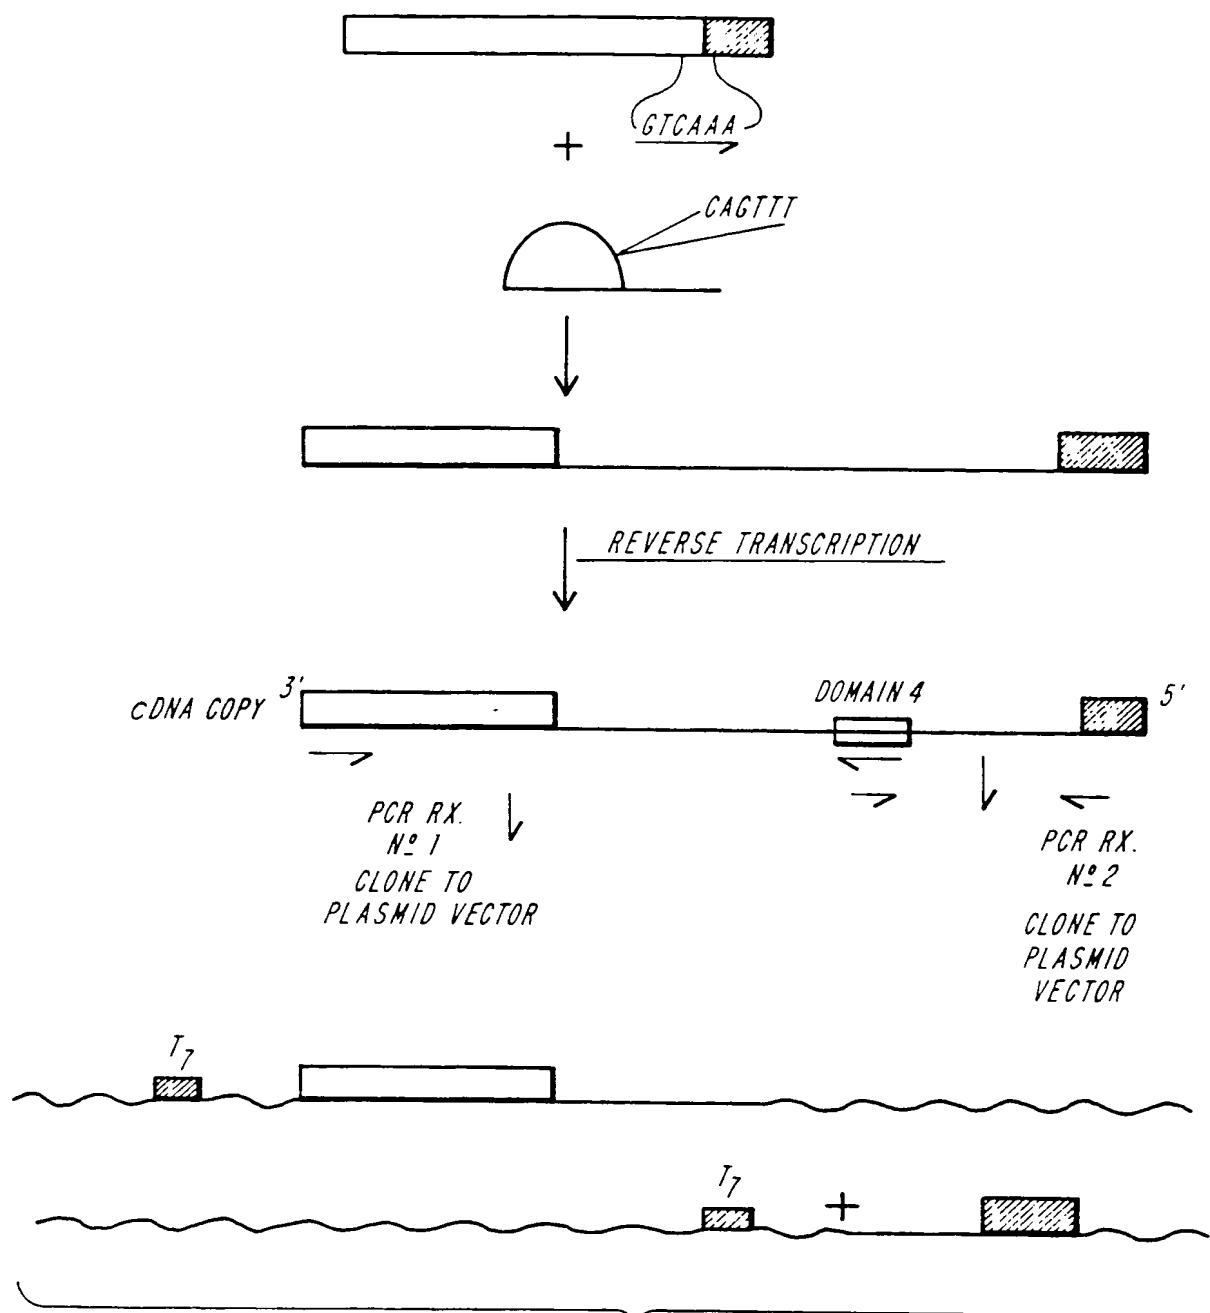 GTCAAA
+
CAGTTT
REVERSE TRANSCRIPTION
cDNA COPY 3'
DOMAIN 4
5'
PCR RX.
Nº 1
CLONE TO
PLASMID VECTOR
PCR RX.
Nº 2
CLONE TO
PLASMID
VECTOR
T7
T7
+